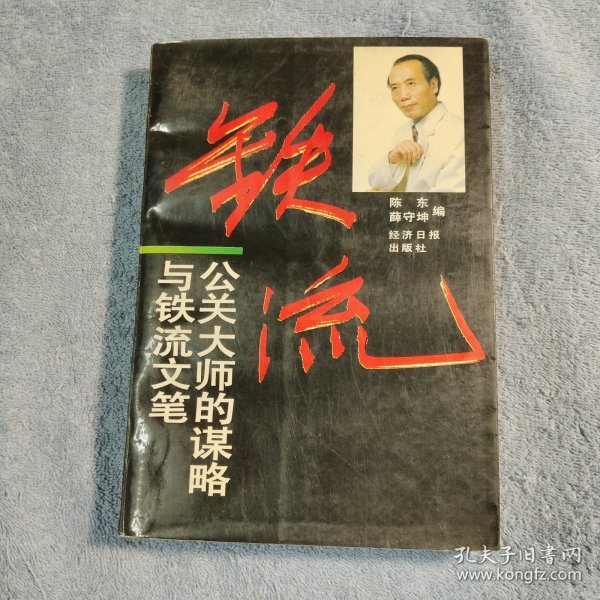 铁流
陈东
薛守坤 编
经济日报
出版社
公关大师的谋略
与铁流文笔
孔夫子旧书网
www.kongfz.com